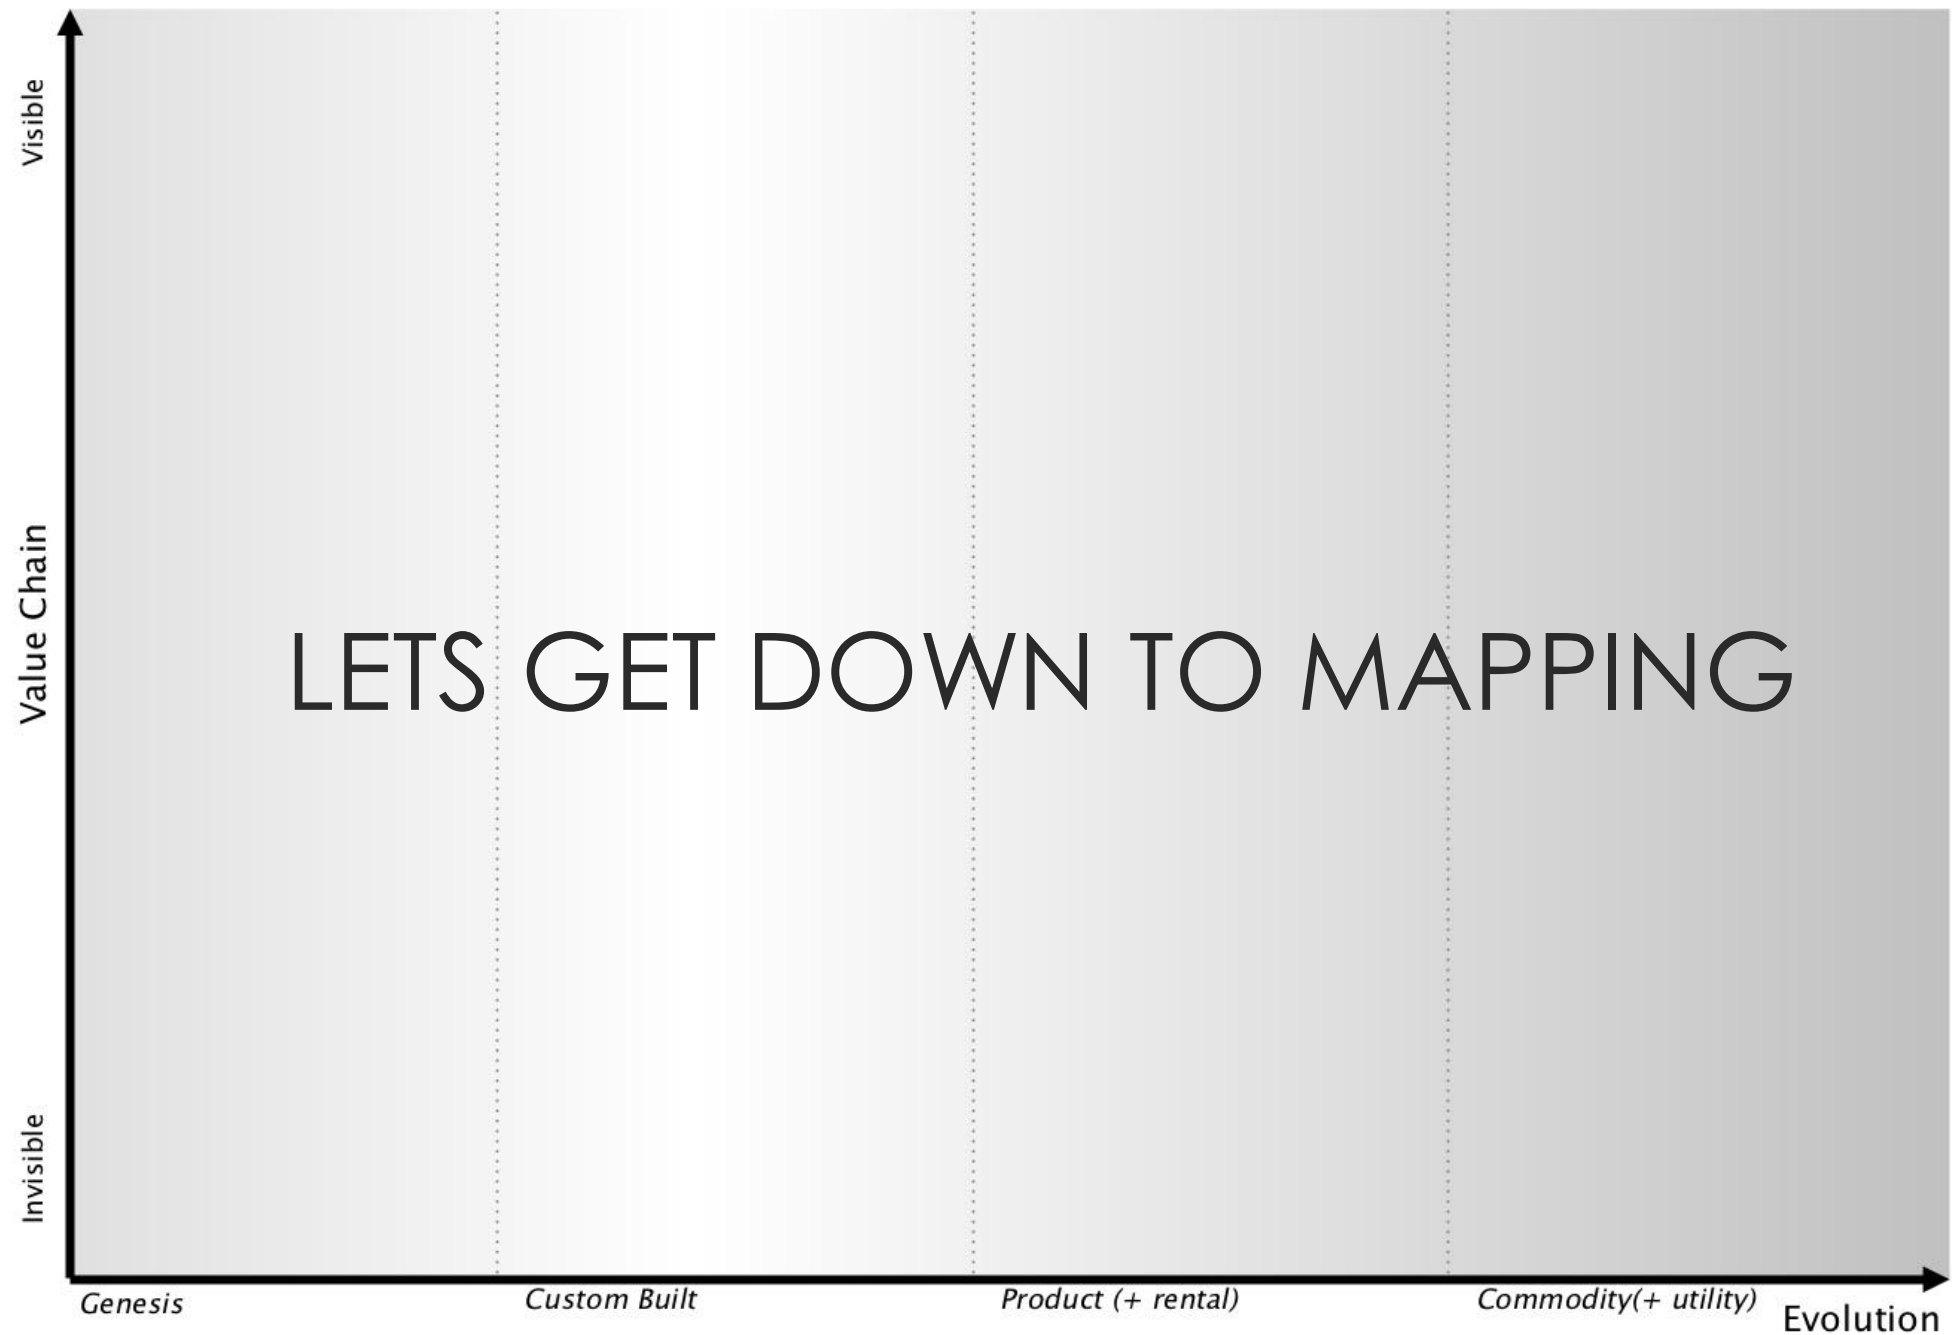 Visible
Value Chain
LETS GET DOWN TO MAPPING
Invisible
Genesis
Custom Built
Product (+ rental)
Commodity(+ utility)
Evolution